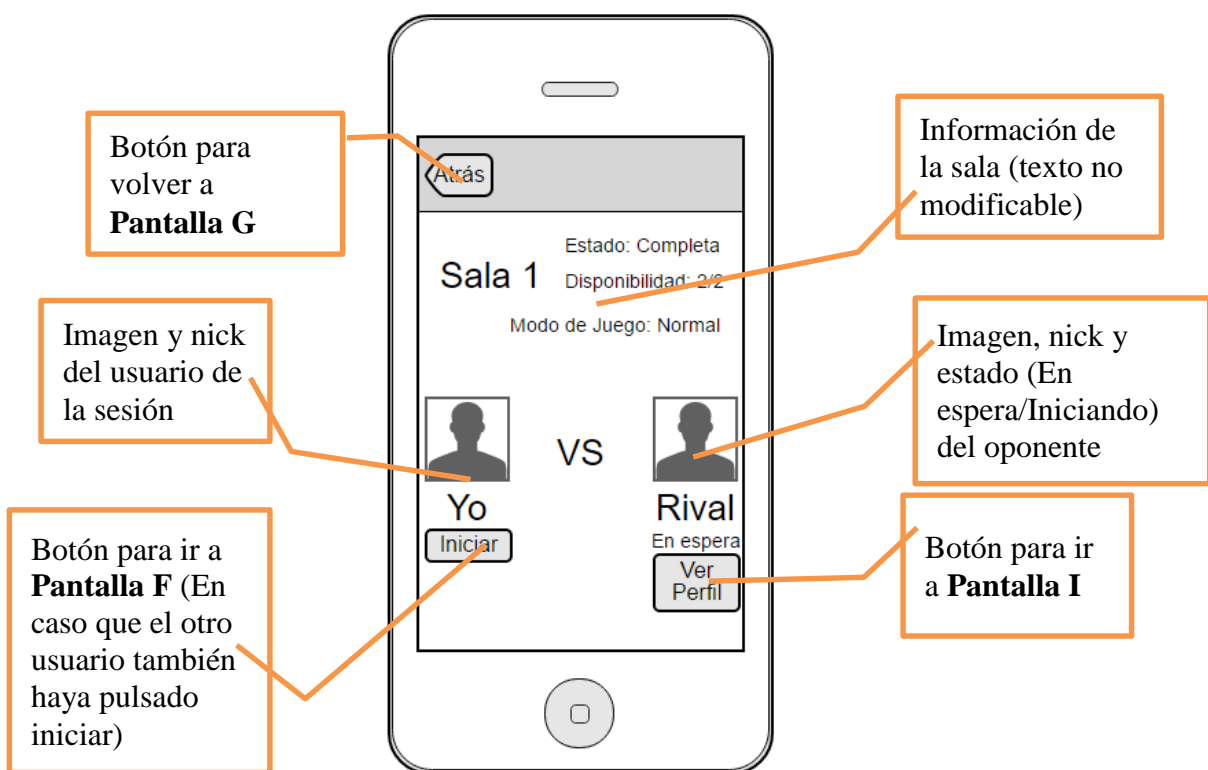 Botón para
volver a
Pantalla G
Información de
la sala (texto no
modificable)
Atrás
Estado: Completa
Sala 1
Disponibilidad: 2/2
Modo de Juego: Normal
Imagen y nick
del usuario de
la sesión
Imagen, nick y
estado (En
espera/Iniciando)
del oponente
VS
Yo
Iniciar
Rival
En espera
Ver
Perfil
Botón para ir a
Pantalla F (En
caso que el otro
usuario también
haya pulsado
iniciar)
Botón para ir
a Pantalla I